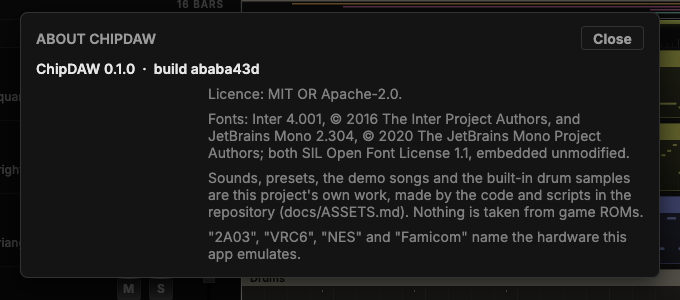 16 BARS
ABOUT CHIPDAW
Close
ChipDAW 0.1.0 · build ababa43d
Licence: MIT OR Apache-2.0.
Fonts: Inter 4.001, © 2016 The Inter Project Authors, and
JetBrains Mono 2.304, © 2020 The JetBrains Mono Project
Authors; both SIL Open Font License 1.1, embedded unmodified.
Sounds, presets, the demo songs and the built-in drum samples
are this project's own work, made by the code and scripts in the
repository (docs/ASSETS.md). Nothing is taken from game ROMs.
"2A03", "VRC6", "NES" and "Famicom" name the hardware this
app emulates.
Drums
M S